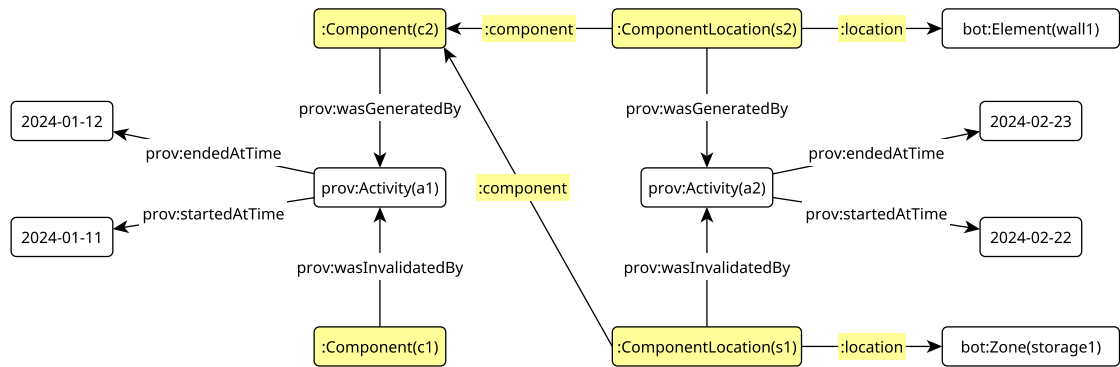 :Component(c2)
:component
:ComponentLocation(s2)
:location
bot:Element(wall1)
prov:wasGeneratedBy
prov:wasGeneratedBy
2024-01-12
2024-02-23
prov:endedAtTime
prov:endedAtTime
prov:Activity(a1)
:component
prov:Activity(a2)
prov:startedAtTime
prov:startedAtTime
2024-01-11
2024-02-22
prov:wasInvalidatedBy
prov:wasInvalidatedBy
:Component(c1)
:ComponentLocation(s1)
:location
bot:Zone(storage1)